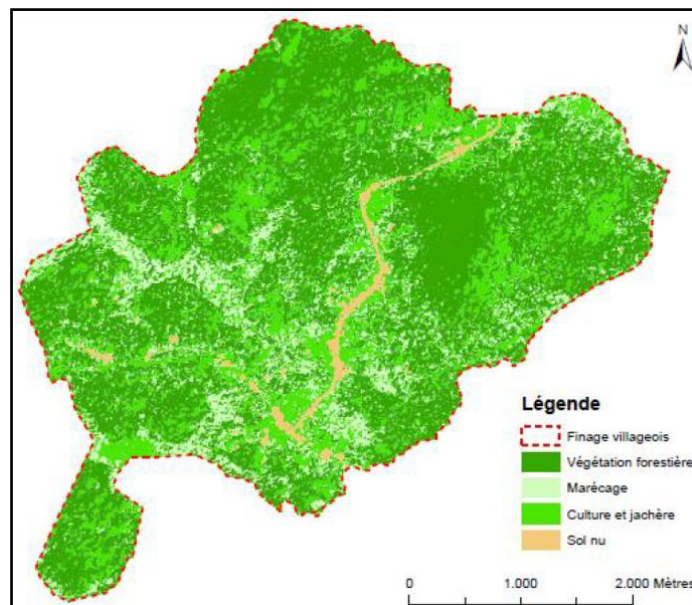 N
Légende
Finage villageois
Végétation forestière
Marécage
Culture et jachère
Sol nu
0 1.000 2.000 Mètres